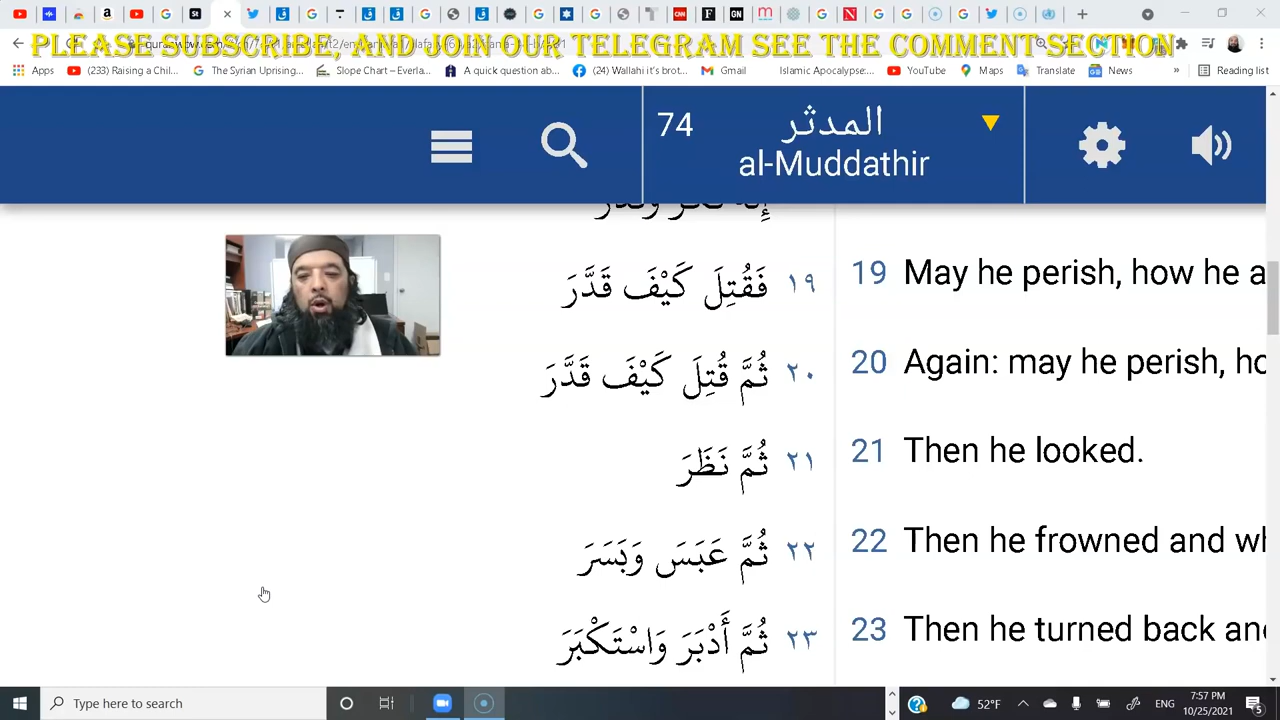 PLEASE SUBSCRIBE, AND JOIN OUR TELEGRAM SEE THE COMMENT SECTION
Apps (233) Raising a Chil... The Syrian Uprising... Slope Chart – Everla... A quick question ab... (24) Wallahi it's brot... Gmail Islamic Apocalypse:... YouTube Maps Translate News » Reading list
74 المدثر
al-Muddathir
١٩ فَقُتِلَ كَيْفَ قَدَّرَ
19 May he perish, how he a
٢٠ ثُمَّ قُتِلَ كَيْفَ قَدَّرَ
20 Again: may he perish, ho
٢١ ثُمَّ نَظَرَ
21 Then he looked.
٢٢ ثُمَّ عَبَسَ وَبَسَرَ
22 Then he frowned and wh
٢٣ ثُمَّ أَدْبَرَ وَاسْتَكْبَرَ
23 Then he turned back and
Type here to search
52°F
ENG
7:57 PM
10/25/2021
5